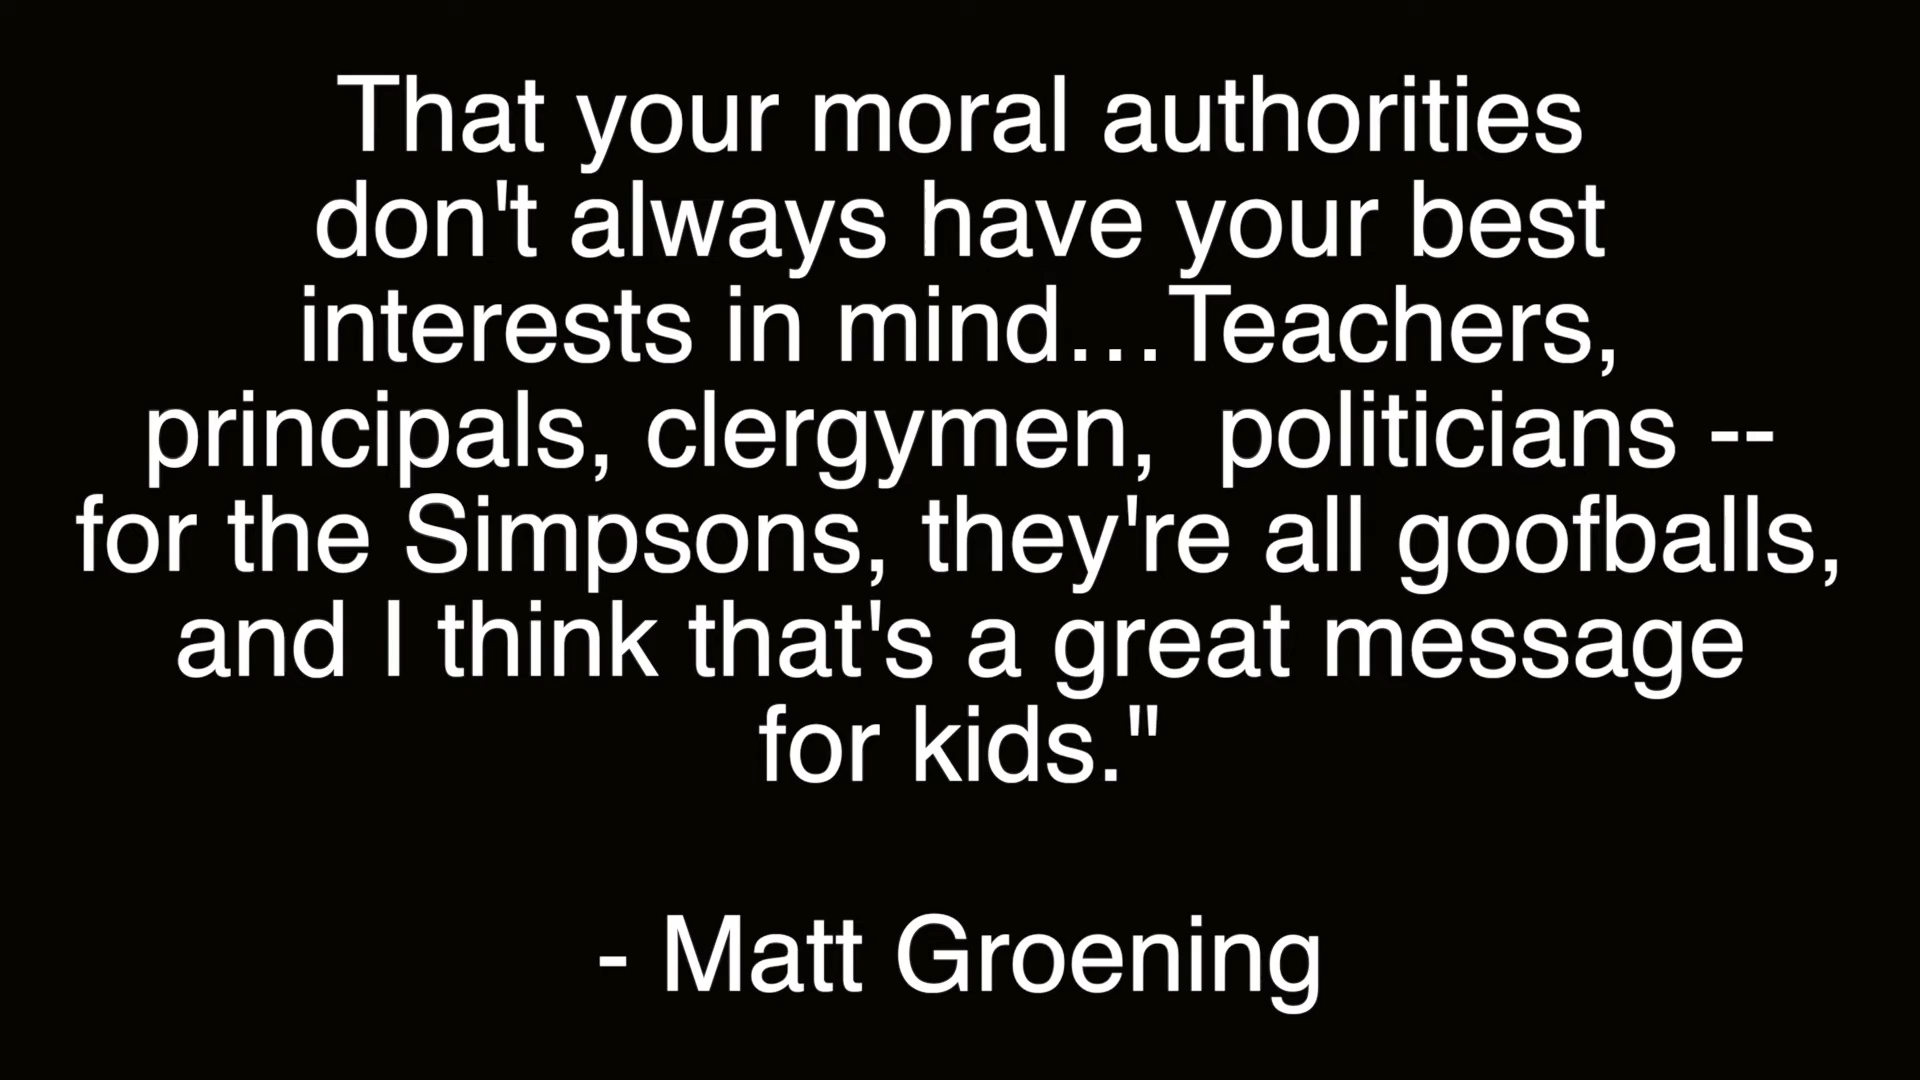 That your moral authorities
don't always have your best
interests in mind...Teachers,
principals, clergymen,  politicians --
for the Simpsons, they're all goofballs,
and I think that's a great message
for kids."
- Matt Groening